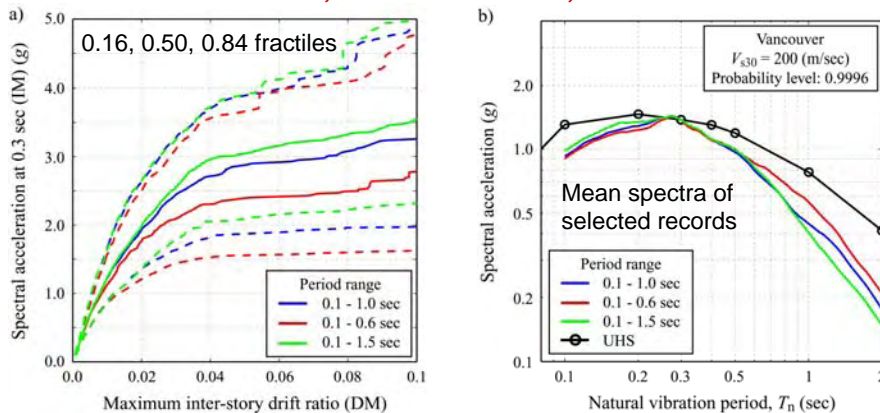 a)
0.16, 0.50, 0.84 fractiles
Spectral acceleration at 0.3 sec (IM) (g)
5.0
4.0
3.0
2.0
1.0
0.0
Period range
0.1 - 1.0 sec
0.1 - 0.6 sec
0.1 - 1.5 sec
0.0
0.02
0.04
0.06
0.08
0.1
Maximum inter-story drift ratio (DM)
b)
Vancouver
Vs30 = 200 (m/sec)
Probability level: 0.9996
Spectral acceleration (g)
2.0
1.0
0.5
0.2
0.1
Mean spectra of
selected records
Period range
0.1 - 1.0 sec
0.1 - 0.6 sec
0.1 - 1.5 sec
UHS
0.1
0.2
0.3
0.5
1
2
Natural vibration period, Tn (sec)